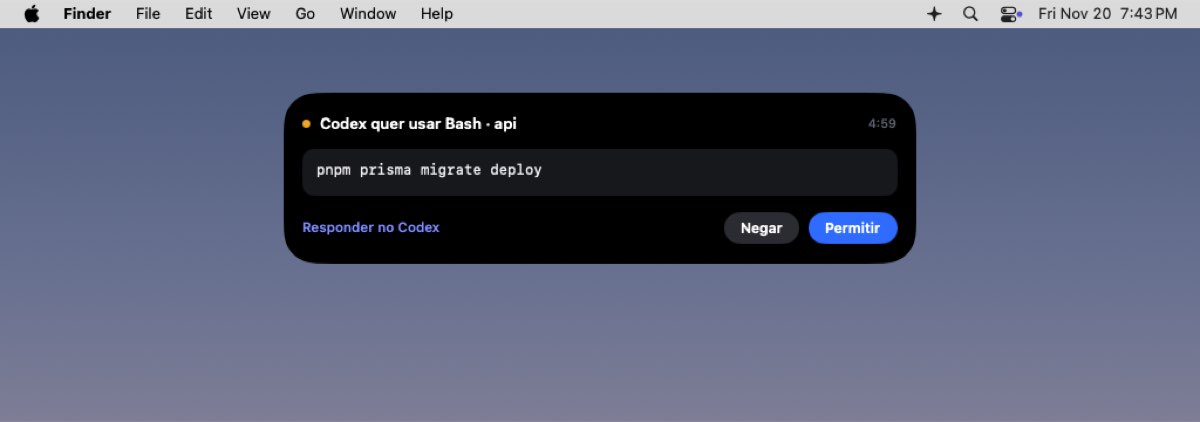 Finder File Edit View Go Window Help Fri Nov 20 7:43 PM
Codex quer usar Bash · api 4:59
pnpm prisma migrate deploy
Responder no Codex Negar Permitir